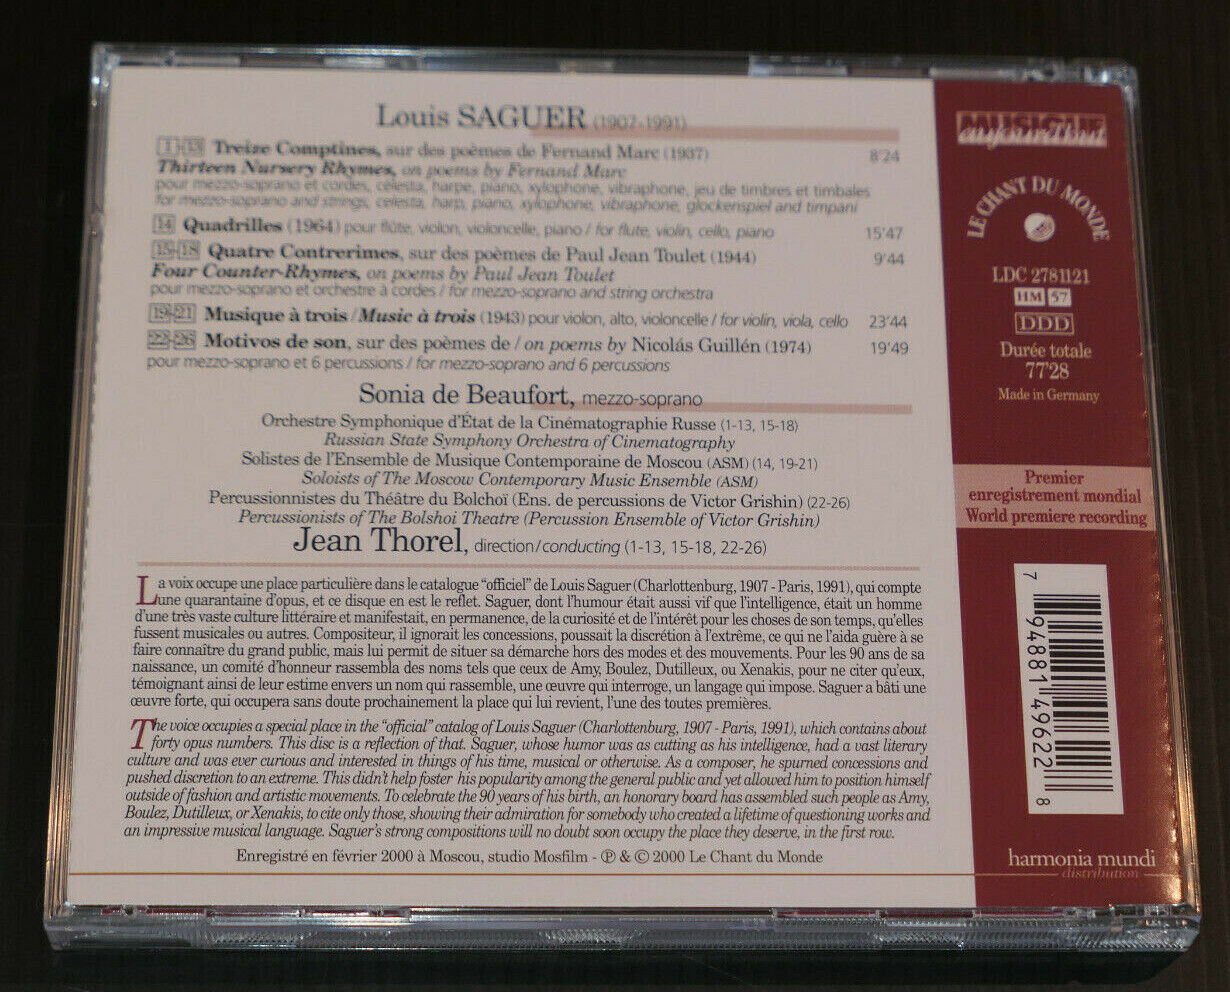 Louis SAGUER (1907-1991)
1-13 Treize Comptines, sur des poèmes de Fernand Marc (1937) 8'24
Thirteen Nursery Rhymes, on poems by Fernand Marc
pour mezzo-soprano et cordes, célesta, harpe, piano, xylophone, vibraphone, jeu de timbres et timbales
for mezzo-soprano and strings, celesta, harp, piano, xylophone, vibraphone, glockenspiel and timpani
14 Quadrilles (1964) pour flûte, violon, violoncelle, piano / for flute, violin, cello, piano 15'47
15-18 Quatre Contrerimes, sur des poèmes de Paul Jean Toulet (1944) 9'44
Four Counter-Rhymes, on poems by Paul Jean Toulet
pour mezzo-soprano et orchestre à cordes / for mezzo-soprano and string orchestra
19-21 Musique à trois / Music à trois (1943) pour violon, alto, violoncelle / for violin, viola, cello 23'44
22-26 Motivos de son, sur des poèmes de / on poems by Nicolás Guillén (1974) 19'49
pour mezzo-soprano et 6 percussions / for mezzo-soprano and 6 percussions
Sonia de Beaufort, mezzo-soprano
Orchestre Symphonique d'État de la Cinématographie Russe (1-13, 15-18)
Russian State Symphony Orchestra of Cinematography
Solistes de l'Ensemble de Musique Contemporaine de Moscou (ASM) (14, 19-21)
Soloists of The Moscow Contemporary Music Ensemble (ASM)
Percussionnistes du Théâtre du Bolchoï (Ens. de percussions de Victor Grishin) (22-26)
Percussionists of The Bolshoi Theatre (Percussion Ensemble of Victor Grishin)
Jean Thorel, direction/conducting (1-13, 15-18, 22-26)
La voix occupe une place particulière dans le catalogue "officiel" de Louis Saguer (Charlottenburg, 1907 - Paris, 1991), qui compte
une quarantaine d'opus, et ce disque en est le reflet. Saguer, dont l'humour était aussi vif que l'intelligence, était un homme
d'une très vaste culture littéraire et manifestait, en permanence, de la curiosité et de l'intérêt pour les choses de son temps, qu'elles
fussent musicales ou autres. Compositeur, il ignorait les concessions, poussait la discrétion à l'extrême, ce qui ne l'aida guère à se
faire connaître du grand public, mais lui permit de situer sa démarche hors des modes et des mouvements. Pour les 90 ans de sa
naissance, un comité d'honneur rassembla des noms tels que ceux de Amy, Boulez, Dutilleux, ou Xenakis, pour ne citer qu'eux,
témoignant ainsi de leur estime envers un nom qui rassemble, une œuvre qui interroge, un langage qui impose. Saguer a bâti une
œuvre forte, qui occupera sans doute prochainement la place qui lui revient, l'une des toutes premières.
The voice occupies a special place in the "official" catalog of Louis Saguer (Charlottenburg, 1907 - Paris, 1991), which contains about
forty opus numbers. This disc is a reflection of that. Saguer, whose humor was as cutting as his intelligence, had a vast literary
culture and was ever curious and interested in things of his time, musical or otherwise. As a composer, he spurned concessions and
pushed discretion to an extreme. This didn't help foster his popularity among the general public and yet allowed him to position himself
outside of fashion and artistic movements. To celebrate the 90 years of his birth, an honorary board has assembled such people as Amy,
Boulez, Dutilleux, or Xenakis, to cite only those, showing their admiration for somebody who created a lifetime of questioning works and
an impressive musical language. Saguer's strong compositions will no doubt soon occupy the place they deserve, in the first row.
Enregistré en février 2000 à Moscou, studio Mosfilm - ℗ & © 2000 Le Chant du Monde
MUSIQUE
aujourd'hui
LE CHANT DU MONDE
LDC 2781121
HM 57
DDD
Durée totale
77'28
Made in Germany
Premier
enregistrement mondial
World premiere recording
7 94881 49622 8
harmonia mundi
distribution